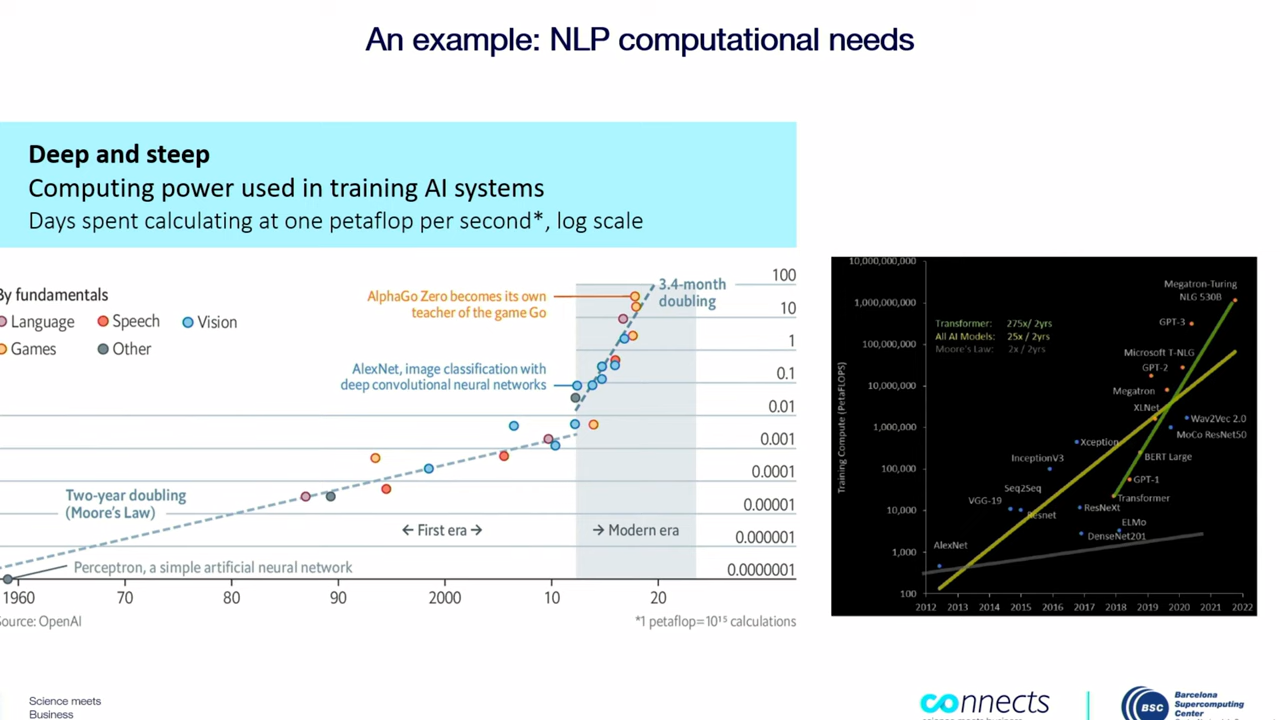 An example: NLP computational needs
Deep and steep
Computing power used in training AI systems
Days spent calculating at one petaflop per second*, log scale
By fundamentals
Language
Speech
Vision
Games
Other
AlphaGo Zero becomes its own
teacher of the game Go
AlexNet, image classification with
deep convolutional neural networks
3.4-month
doubling
100
10
1
0.1
0.01
0.001
0.0001
0.00001
0.000001
0.0000001
Two-year doubling
(Moore's Law)
← First era →
→ Modern era
Perceptron, a simple artificial neural network
1960
70
80
90
2000
10
20
Source: OpenAI
*1 petaflop=10¹⁵ calculations
10,000,000,000
1,000,000,000
100,000,000
10,000,000
1,000,000
100,000
10,000
1,000
100
Training Compute (PetaFLOPS)
Transformer: 275x/ 2yrs
All AI Models: 25x / 2yrs
Moore's Law: 2x / 2yrs
Megatron-Turing
NLG 530B
GPT-3
Microsoft T-NLG
GPT-2
Megatron
XLNet
Wav2Vec 2.0
MoCo ResNet50
Xception
BERT Large
InceptionV3
GPT-1
Seq2Seq
Transformer
VGG-19
Resnet
ResNeXt
ELMo
DenseNet201
AlexNet
2012
2013
2014
2015
2016
2017
2018
2019
2020
2021
2022
Science meets
Business
connects
science meets business
BSC
Barcelona
Supercomputing
Center